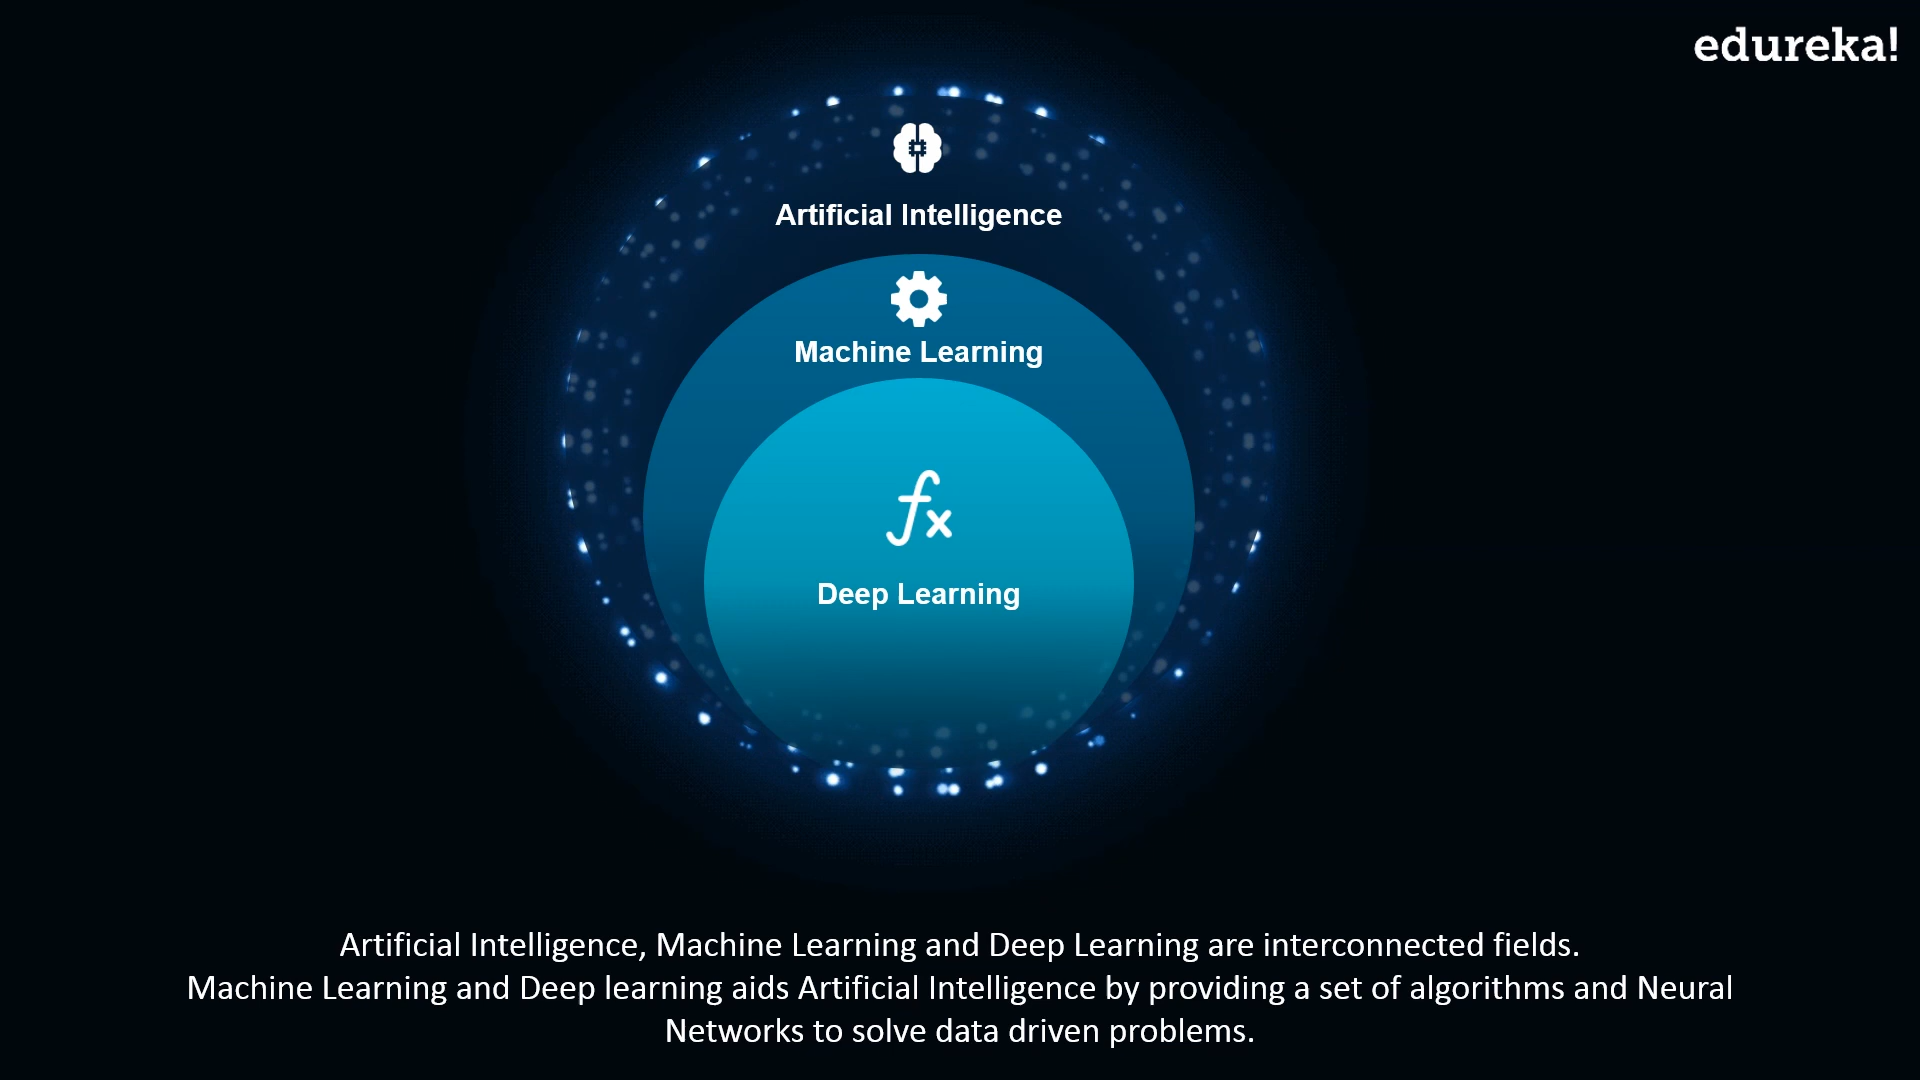 edureka!
Artificial Intelligence
Machine Learning
fx
Deep Learning
Artificial Intelligence, Machine Learning and Deep Learning are interconnected fields.
Machine Learning and Deep learning aids Artificial Intelligence by providing a set of algorithms and Neural
Networks to solve data driven problems.